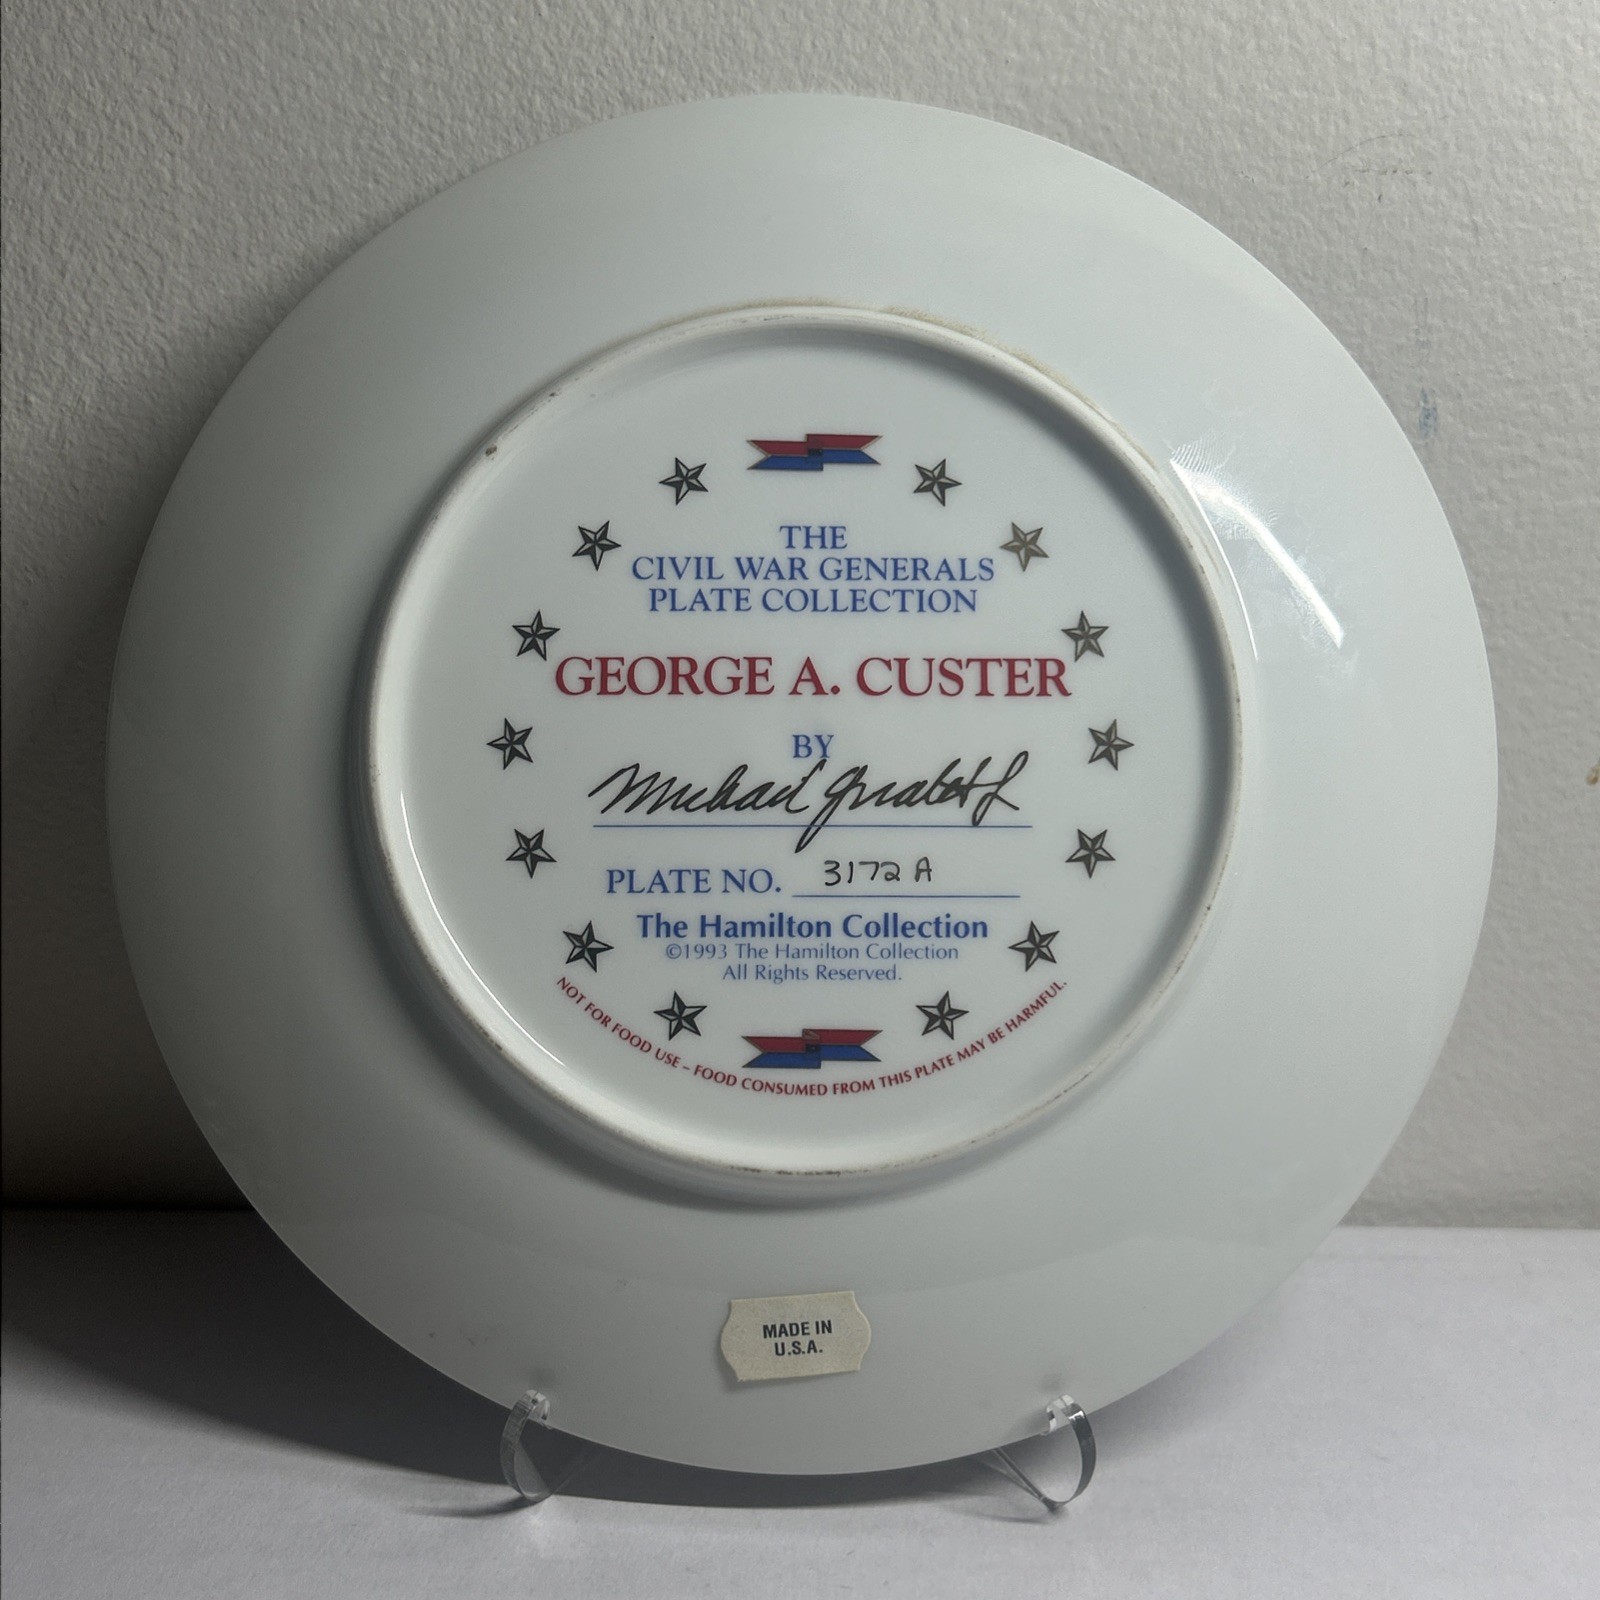 THE
CIVIL WAR GENERALS
PLATE COLLECTION
GEORGE A. CUSTER
BY
Michael
PLATE NO. 3172 A
The Hamilton Collection
©1993 The Hamilton Collection
All Rights Reserved.
NOT FOR FOOD USE – FOOD CONSUMED FROM THIS PLATE MAY BE HARMFUL.
MADE IN
U.S.A.